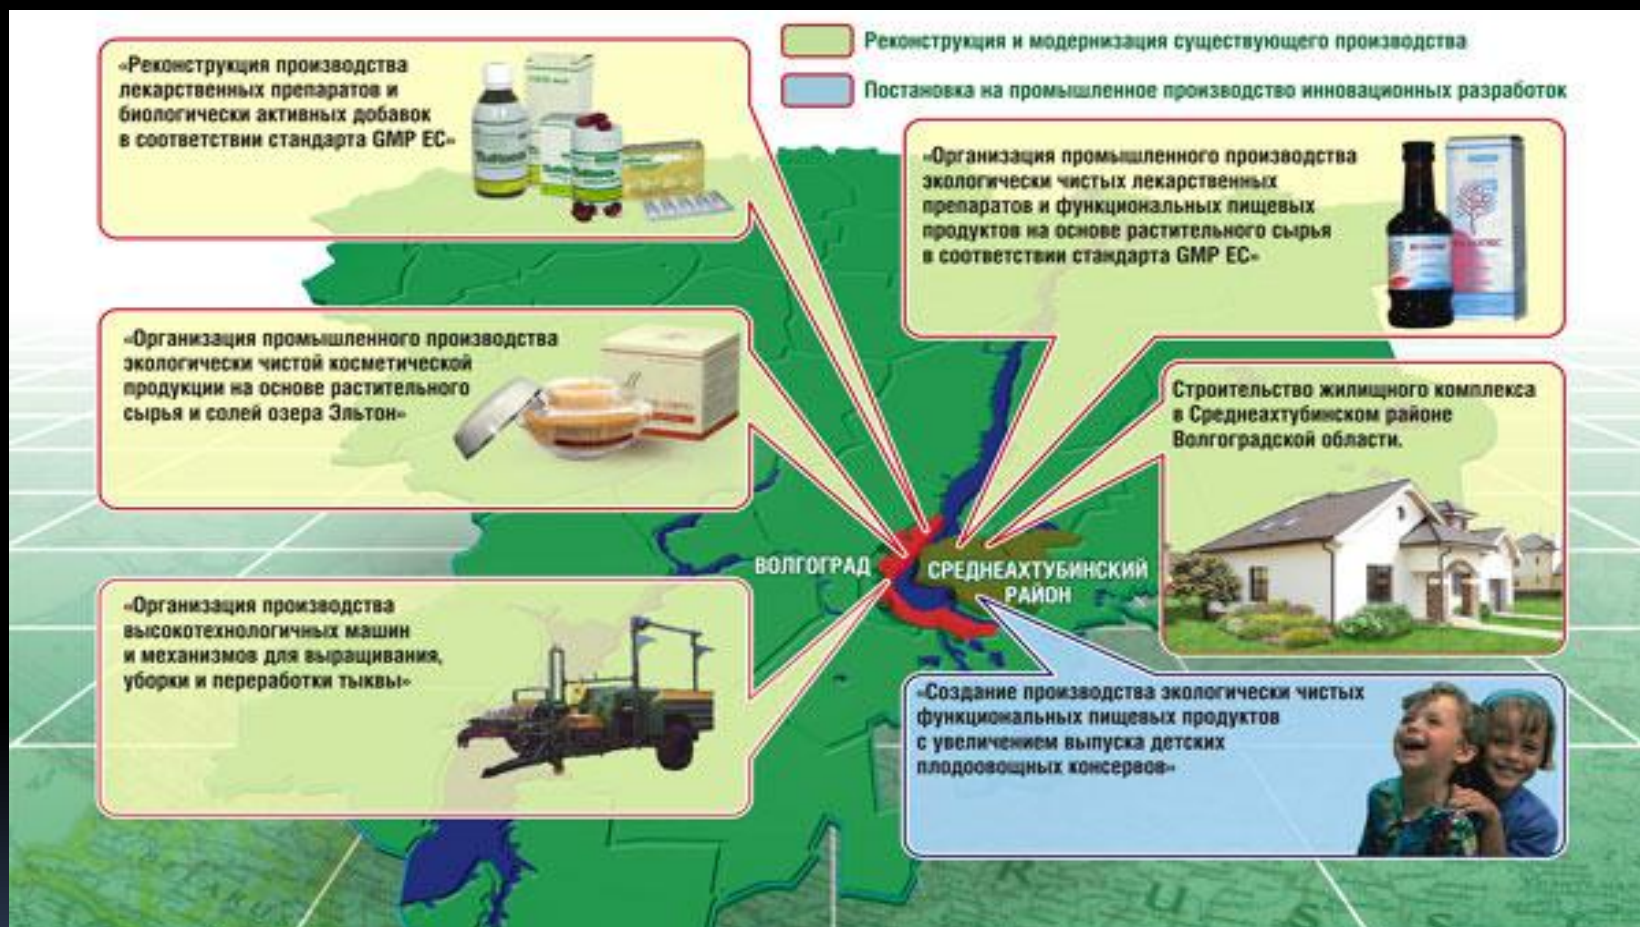 Реконструкция и модернизация существующего производства
Постановка на промышленное производство инновационных разработок
«Реконструкция производства
лекарственных препаратов и
биологически активных добавок
в соответствии стандарта GMP ЕС»
«Организация промышленного производства
экологически чистых лекарственных
препаратов и функциональных пищевых
продуктов на основе растительного сырья
в соответствии стандарта GMP ЕС»
«Организация промышленного производства
экологически чистой косметической
продукции на основе растительного
сырья и солей озера Эльтон»
Строительство жилищного комплекса
в Среднеахтубинском районе
Волгоградской области.
ВОЛГОГРАД
СРЕДНЕАХТУБИНСКИЙ
РАЙОН
«Организация производства
высокотехнологичных машин
и механизмов для выращивания,
уборки и переработки тыквы»
«Создание производства экологически чистых
функциональных пищевых продуктов
с увеличением выпуска детских
плодоовощных консервов»